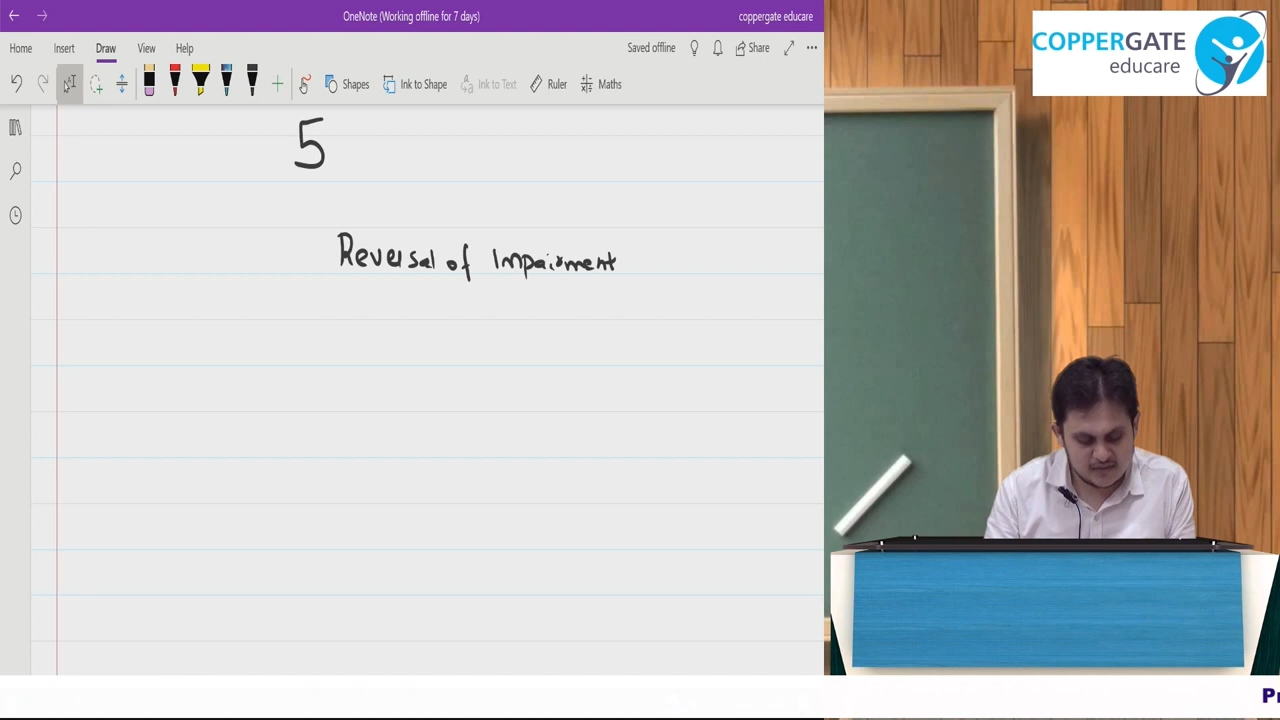 OneNote (Working offline for 7 days)
coppergate educare
Home Insert Draw View Help
Saved offline
Share
Shapes
Ink to Shape
Ink to Text
Ruler
Maths
5
Reversal of Impairment
COPPERGATE
educare